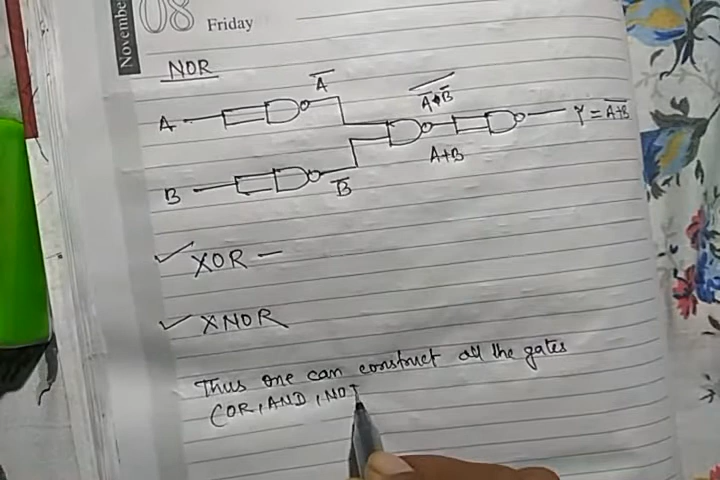 November
08 Friday
NOR
A̅
A̅·B̅
A
Y = A̅+̅B̅
A+B
B
B̅
✓ XOR —
✓ XNOR
Thus one can construct all the gates
(OR, AND, NOT